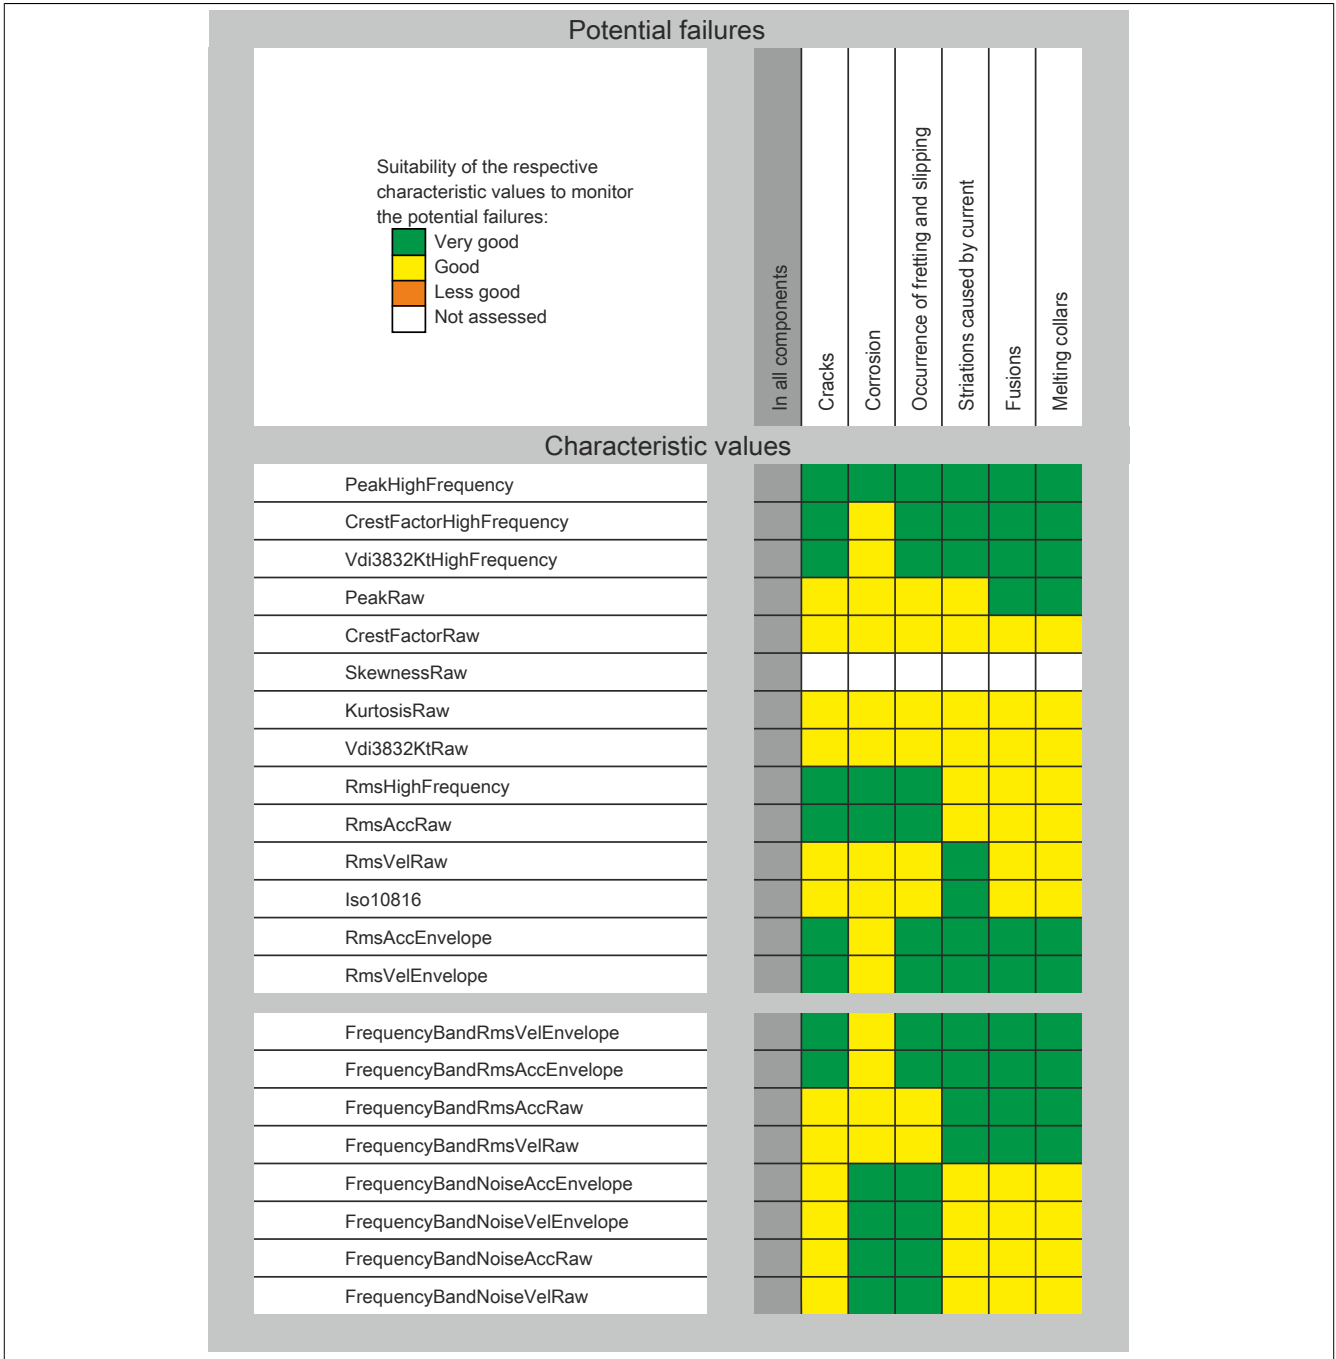 Potential failures
Suitability of the respective
characteristic values to monitor
the potential failures:
Very good
Good
Less good
Not assessed
In all components
Cracks
Corrosion
Occurrence of fretting and slipping
Striations caused by current
Fusions
Melting collars
Characteristic values
PeakHighFrequency
CrestFactorHighFrequency
Vdi3832KtHighFrequency
PeakRaw
CrestFactorRaw
SkewnessRaw
KurtosisRaw
Vdi3832KtRaw
RmsHighFrequency
RmsAccRaw
RmsVelRaw
Iso10816
RmsAccEnvelope
RmsVelEnvelope
FrequencyBandRmsVelEnvelope
FrequencyBandRmsAccEnvelope
FrequencyBandRmsAccRaw
FrequencyBandRmsVelRaw
FrequencyBandNoiseAccEnvelope
FrequencyBandNoiseVelEnvelope
FrequencyBandNoiseAccRaw
FrequencyBandNoiseVelRaw